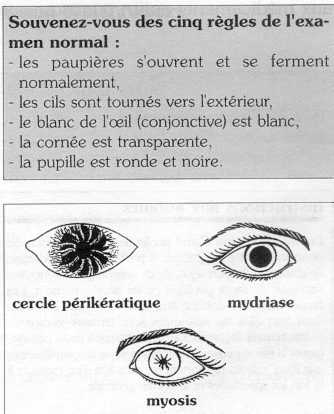 Souvenez-vous des cinq règles de l'exa-
men normal :
- les paupières s'ouvrent et se ferment
normalement,
- les cils sont tournés vers l'extérieur,
- le blanc de l'œil (conjonctive) est blanc,
- la cornée est transparente,
- la pupille est ronde et noire.
cercle périkératique
mydriase
myosis